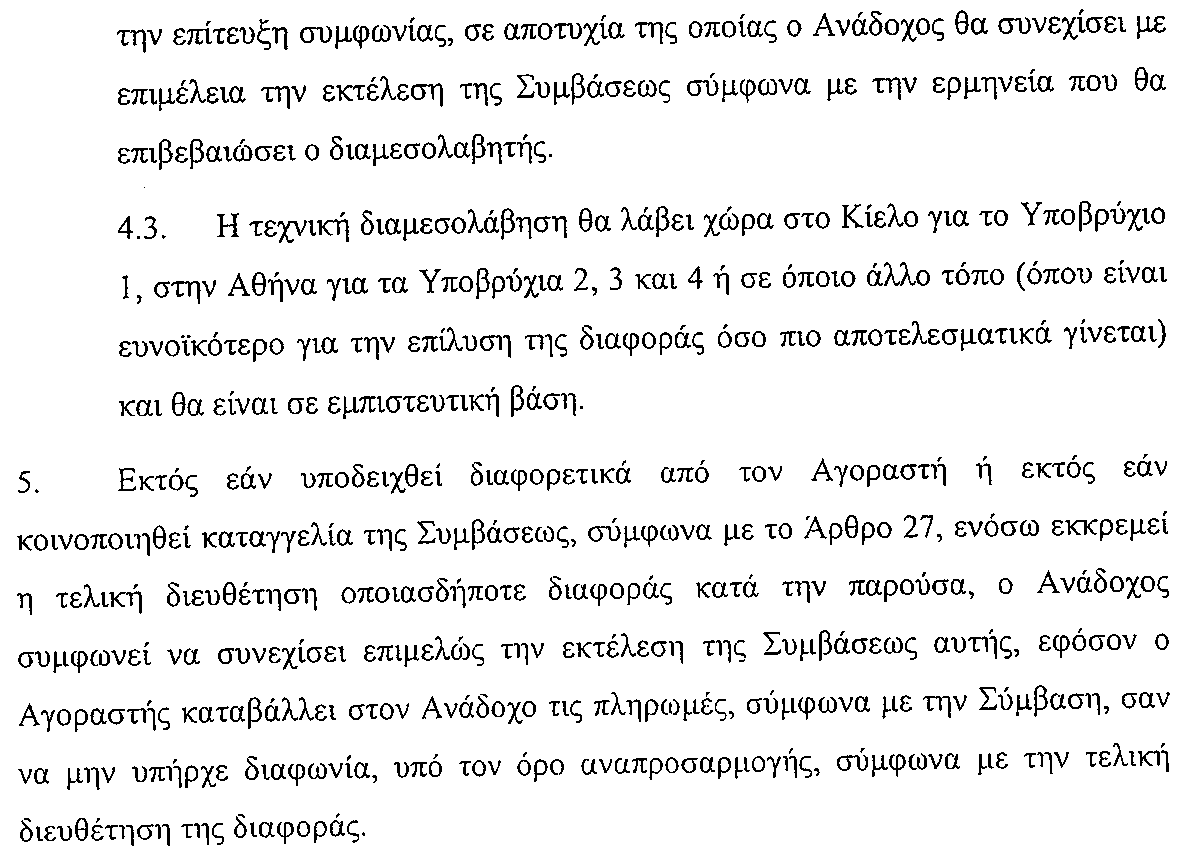 την επίτευξη συμφωνίας, σε αποτυχία της οποίας ο Ανάδοχος θα συνεχίσει με
επιμέλεια την εκτέλεση της Συμβάσεως σύμφωνα με την ερμηνεία που θα
επιβεβαιώσει ο διαμεσολαβητής.
4.3. Η τεχνική διαμεσολάβηση θα λάβει χώρα στο Κίελο για το Υποβρύχιο
1, στην Αθήνα για τα Υποβρύχια 2, 3 και 4 ή σε όποιο άλλο τόπο (όπου είναι
ευνοϊκότερο για την επίλυση της διαφοράς όσο πιο αποτελεσματικά γίνεται)
και θα είναι σε εμπιστευτική βάση.
5. Εκτός εάν υποδειχθεί διαφορετικά από τον Αγοραστή ή εκτός εάν
κοινοποιηθεί καταγγελία της Συμβάσεως, σύμφωνα με το Άρθρο 27, ενόσω εκκρεμεί
η τελική διευθέτηση οποιασδήποτε διαφοράς κατά την παρούσα, ο Ανάδοχος
συμφωνεί να συνεχίσει επιμελώς την εκτέλεση της Συμβάσεως αυτής, εφόσον ο
Αγοραστής καταβάλλει στον Ανάδοχο τις πληρωμές, σύμφωνα με την Σύμβαση, σαν
να μην υπήρχε διαφωνία, υπό τον όρο αναπροσαρμογής, σύμφωνα με την τελική
διευθέτηση της διαφοράς.